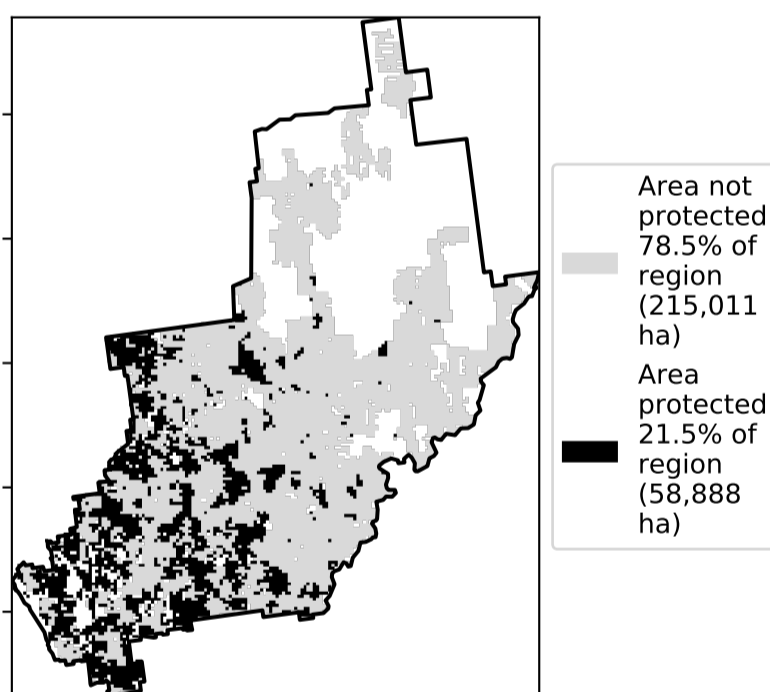 Area not
protected
78.5% of
region
(215,011
ha)
Area
protected
21.5% of
region
(58,888
ha)